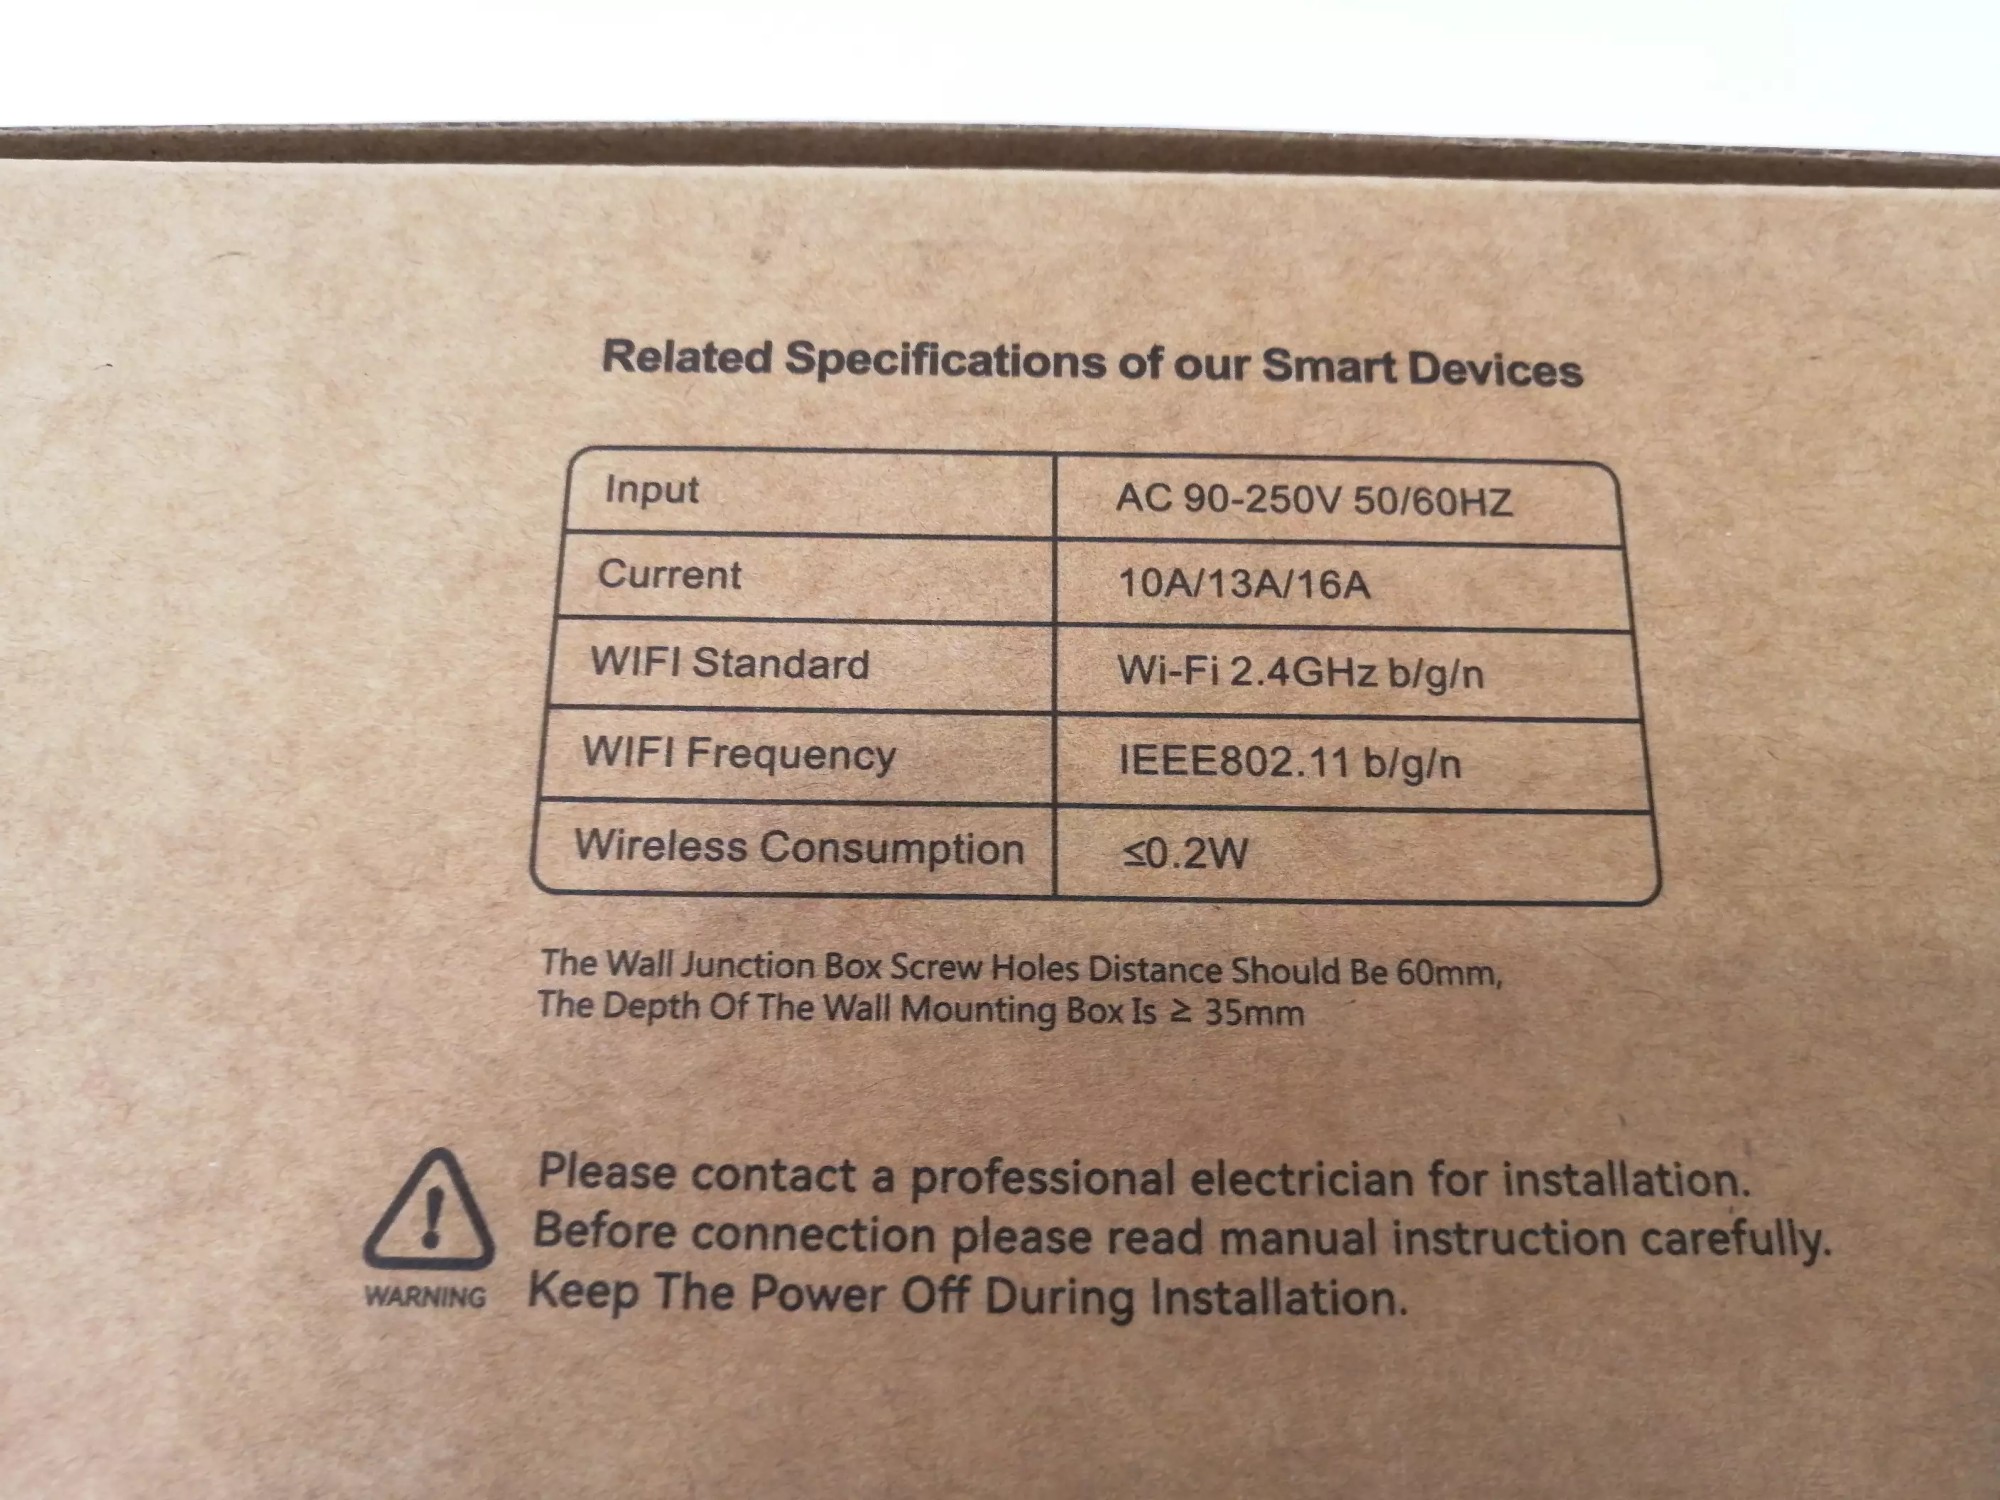 Related Specifications of our Smart Devices
Input AC 90-250V 50/60HZ
Current 10A/13A/16A
WIFI Standard Wi-Fi 2.4GHz b/g/n
WIFI Frequency IEEE802.11 b/g/n
Wireless Consumption ≤0.2W
The Wall Junction Box Screw Holes Distance Should Be 60mm,
The Depth Of The Wall Mounting Box Is ≥ 35mm
Please contact a professional electrician for installation.
Before connection please read manual instruction carefully.
WARNING Keep The Power Off During Installation.